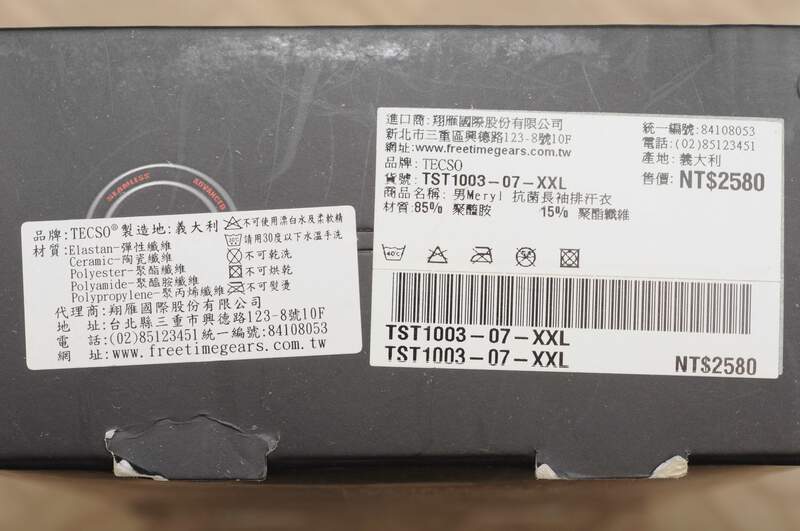 SEAMLESS ADVANCED
品牌:TECSO® 製造地:義大利
材質:Elastan-彈性纖維
Ceramic-陶瓷纖維
Polyester-聚酯纖維
Polyamide-聚醯胺纖維
Polypropylene-聚丙烯纖維
不可使用漂白水及柔軟精
請用30度以下水溫手洗
不可乾洗
不可烘乾
不可熨燙
代理商:翔雁國際股份有限公司
地 址:台北縣三重市興德路123-8號10F
電 話:(02)85123451統一編號:84108053
網 址:www.freetimegears.com.tw
進口商:翔雁國際股份有限公司
新北市三重區興德路123-8號10F
網址:www.freetimegears.com.tw
品牌:TECSO
貨號:TST1003-07-XXL
商品名稱:男Meryl 抗菌長袖排汗衣
材質:85% 聚醯胺 15% 聚酯纖維
統一編號:84108053
電話:(02)85123451
產地:義大利
售價:NT$2580
40℃
TST1003-07-XXL
TST1003-07-XXL NT$2580